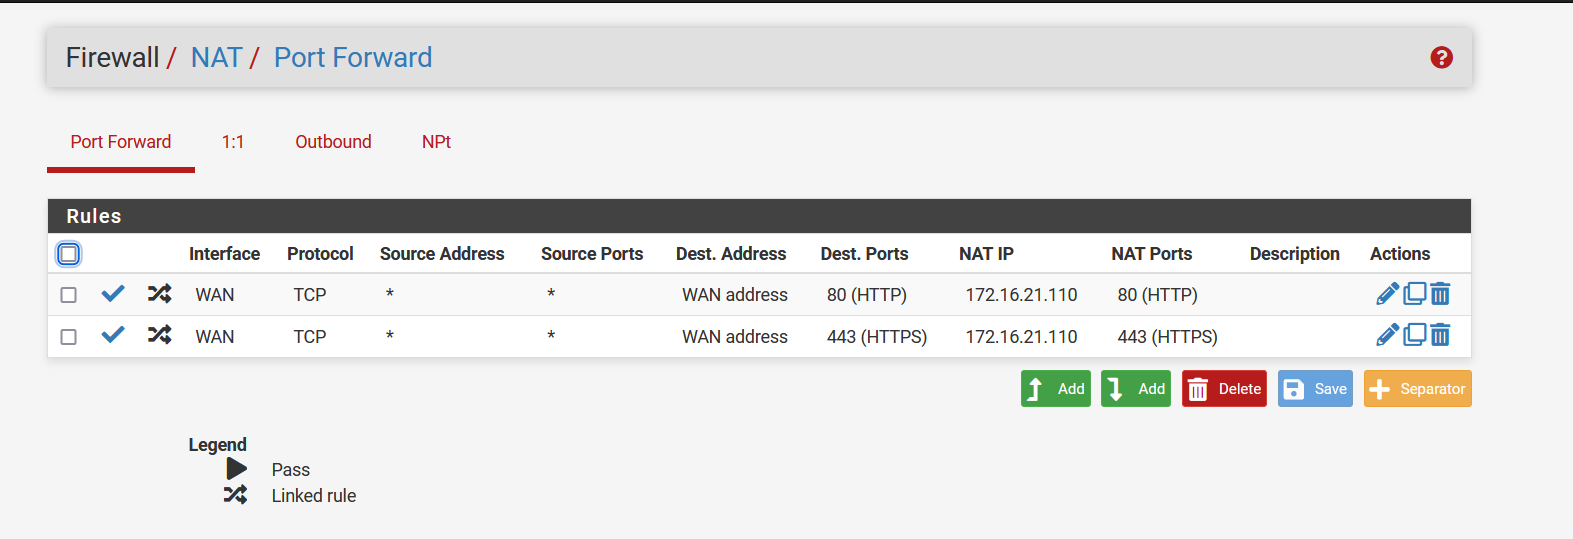 Firewall / NAT / Port Forward
Port Forward 1:1 Outbound NPt
Rules
Interface Protocol Source Address Source Ports Dest. Address Dest. Ports NAT IP NAT Ports Description Actions
WAN TCP * * WAN address 80 (HTTP) 172.16.21.110 80 (HTTP)
WAN TCP * * WAN address 443 (HTTPS) 172.16.21.110 443 (HTTPS)
Add Add Delete Save Separator
Legend
Pass
Linked rule